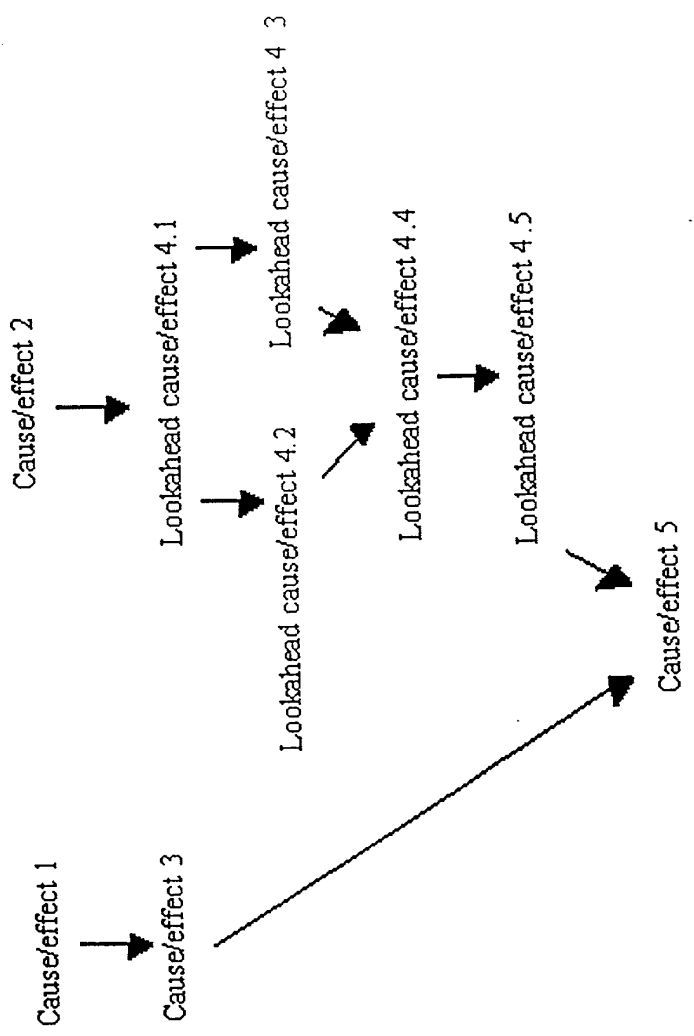 Cause/effect 1
Cause/effect 2
Cause/effect 3
Lookahead cause/effect 4.1
Lookahead cause/effect 4.2
Lookahead cause/effect 4 3
Lookahead cause/effect 4.4
Lookahead cause/effect 4.5
Cause/effect 5